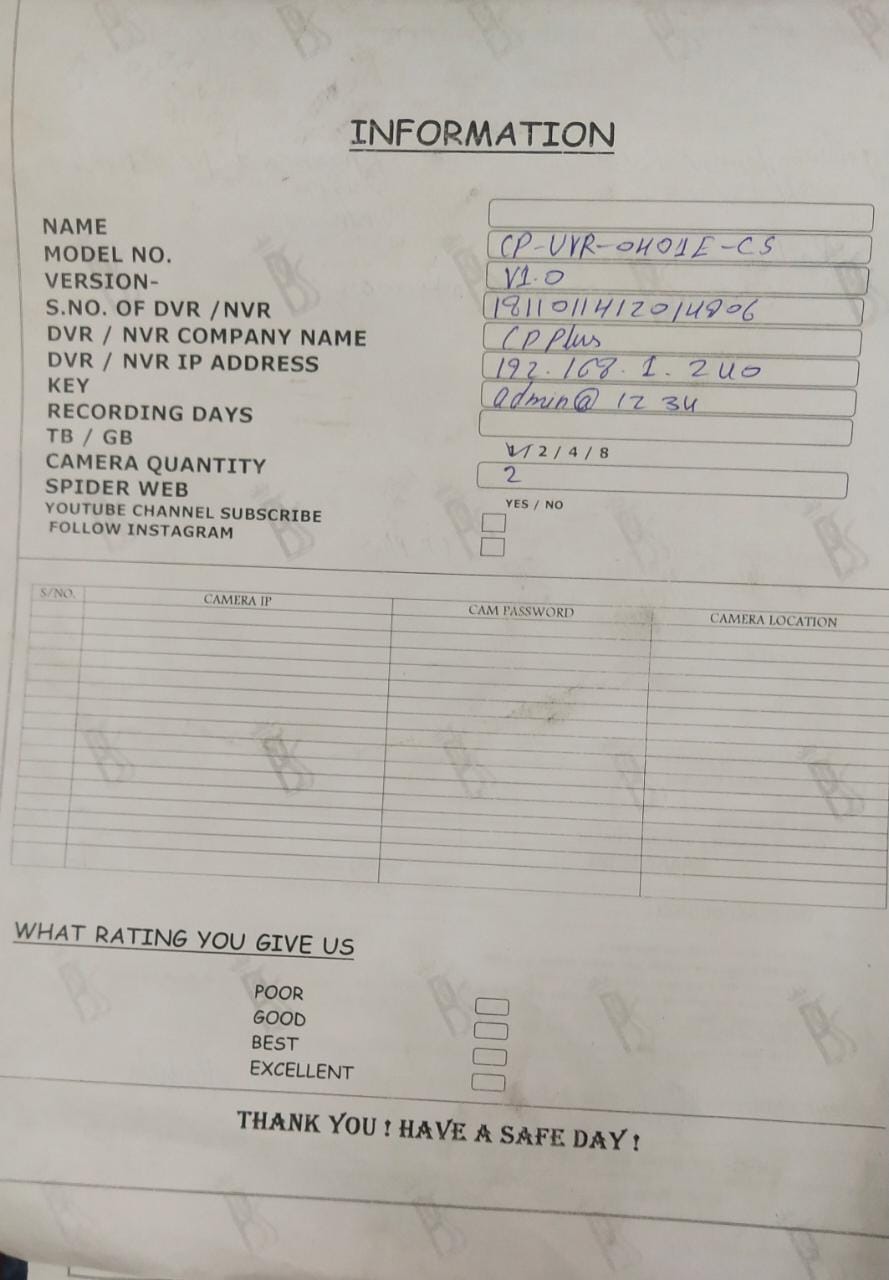 INFORMATION
NAME
MODEL NO. CP-UVR-0401E-CS
VERSION- V1.0
S.NO. OF DVR / NVR 1811011412014806
DVR / NVR COMPANY NAME CP Plus
DVR / NVR IP ADDRESS 192.168.1.240
KEY admin@1234
RECORDING DAYS
TB / GB 1/ 2 / 4 / 8
CAMERA QUANTITY 2
SPIDER WEB YES / NO
YOUTUBE CHANNEL SUBSCRIBE
FOLLOW INSTAGRAM
S/NO. CAMERA IP CAM PASSWORD CAMERA LOCATION
WHAT RATING YOU GIVE US
POOR
GOOD
BEST
EXCELLENT
THANK YOU ! HAVE A SAFE DAY !